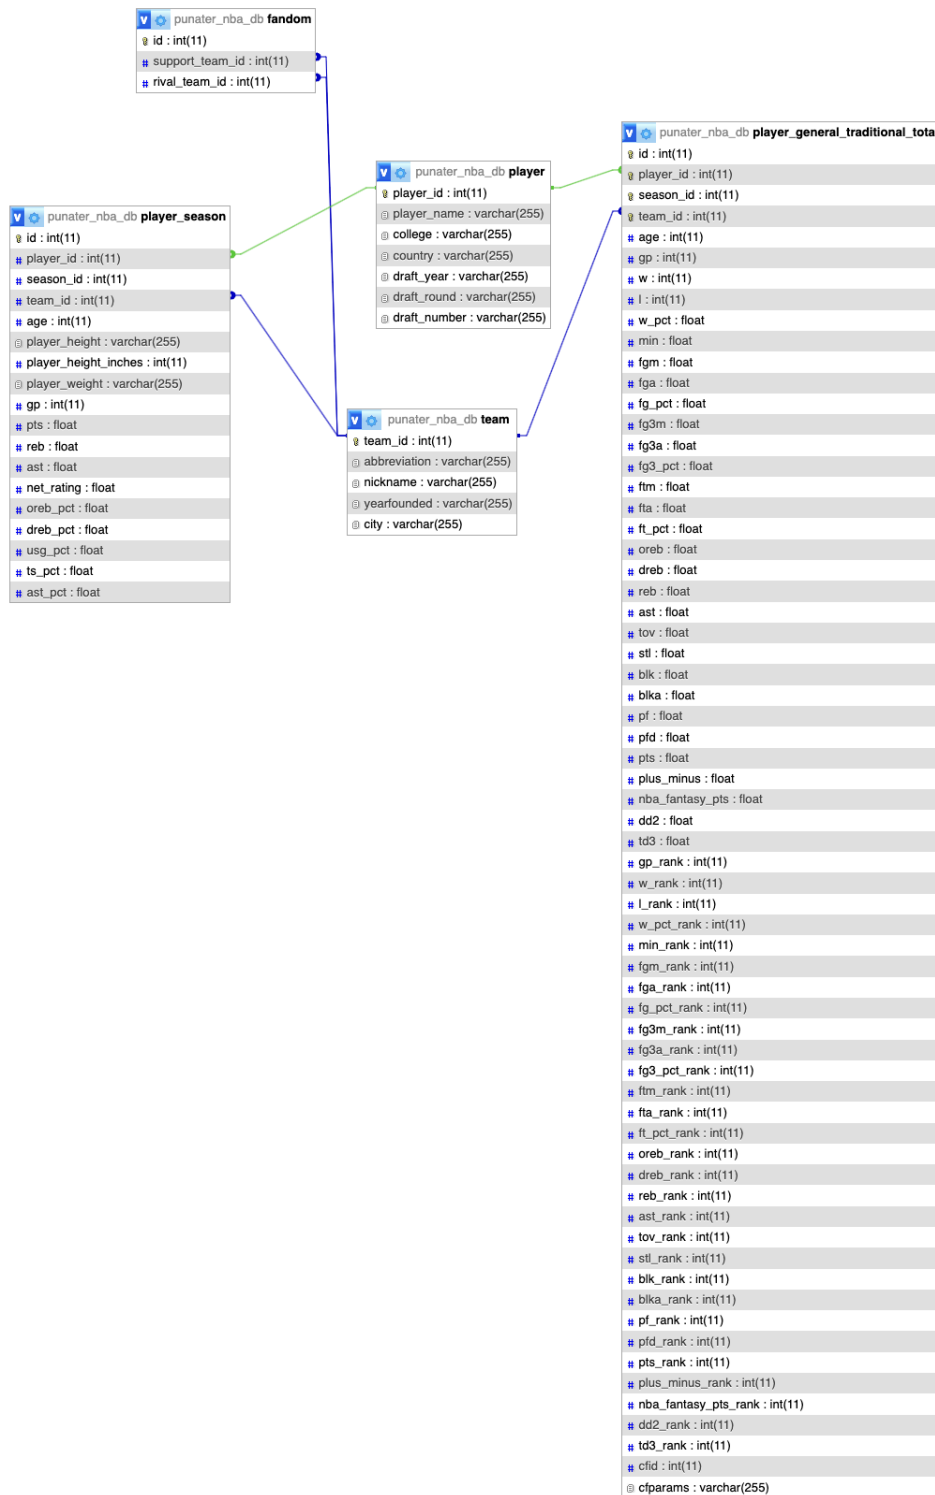 punater_nba_db fandom
id : int(11)
support_team_id : int(11)
rival_team_id : int(11)
punater_nba_db player_season
id : int(11)
player_id : int(11)
season_id : int(11)
team_id : int(11)
age : int(11)
player_height : varchar(255)
player_height_inches : int(11)
player_weight : varchar(255)
gp : int(11)
pts : float
reb : float
ast : float
net_rating : float
oreb_pct : float
dreb_pct : float
usg_pct : float
ts_pct : float
ast_pct : float
punater_nba_db player
player_id : int(11)
player_name : varchar(255)
college : varchar(255)
country : varchar(255)
draft_year : varchar(255)
draft_round : varchar(255)
draft_number : varchar(255)
punater_nba_db team
team_id : int(11)
abbreviation : varchar(255)
nickname : varchar(255)
yearfounded : varchar(255)
city : varchar(255)
punater_nba_db player_general_traditional_tota
id : int(11)
player_id : int(11)
season_id : int(11)
team_id : int(11)
age : int(11)
gp : int(11)
w : int(11)
l : int(11)
w_pct : float
min : float
fgm : float
fga : float
fg_pct : float
fg3m : float
fg3a : float
fg3_pct : float
ftm : float
fta : float
ft_pct : float
oreb : float
dreb : float
reb : float
ast : float
tov : float
stl : float
blk : float
blka : float
pf : float
pfd : float
pts : float
plus_minus : float
nba_fantasy_pts : float
dd2 : float
td3 : float
gp_rank : int(11)
w_rank : int(11)
l_rank : int(11)
w_pct_rank : int(11)
min_rank : int(11)
fgm_rank : int(11)
fga_rank : int(11)
fg_pct_rank : int(11)
fg3m_rank : int(11)
fg3a_rank : int(11)
fg3_pct_rank : int(11)
ftm_rank : int(11)
fta_rank : int(11)
ft_pct_rank : int(11)
oreb_rank : int(11)
dreb_rank : int(11)
reb_rank : int(11)
ast_rank : int(11)
tov_rank : int(11)
stl_rank : int(11)
blk_rank : int(11)
blka_rank : int(11)
pf_rank : int(11)
pfd_rank : int(11)
pts_rank : int(11)
plus_minus_rank : int(11)
nba_fantasy_pts_rank : int(11)
dd2_rank : int(11)
td3_rank : int(11)
cfid : int(11)
cfparams : varchar(255)